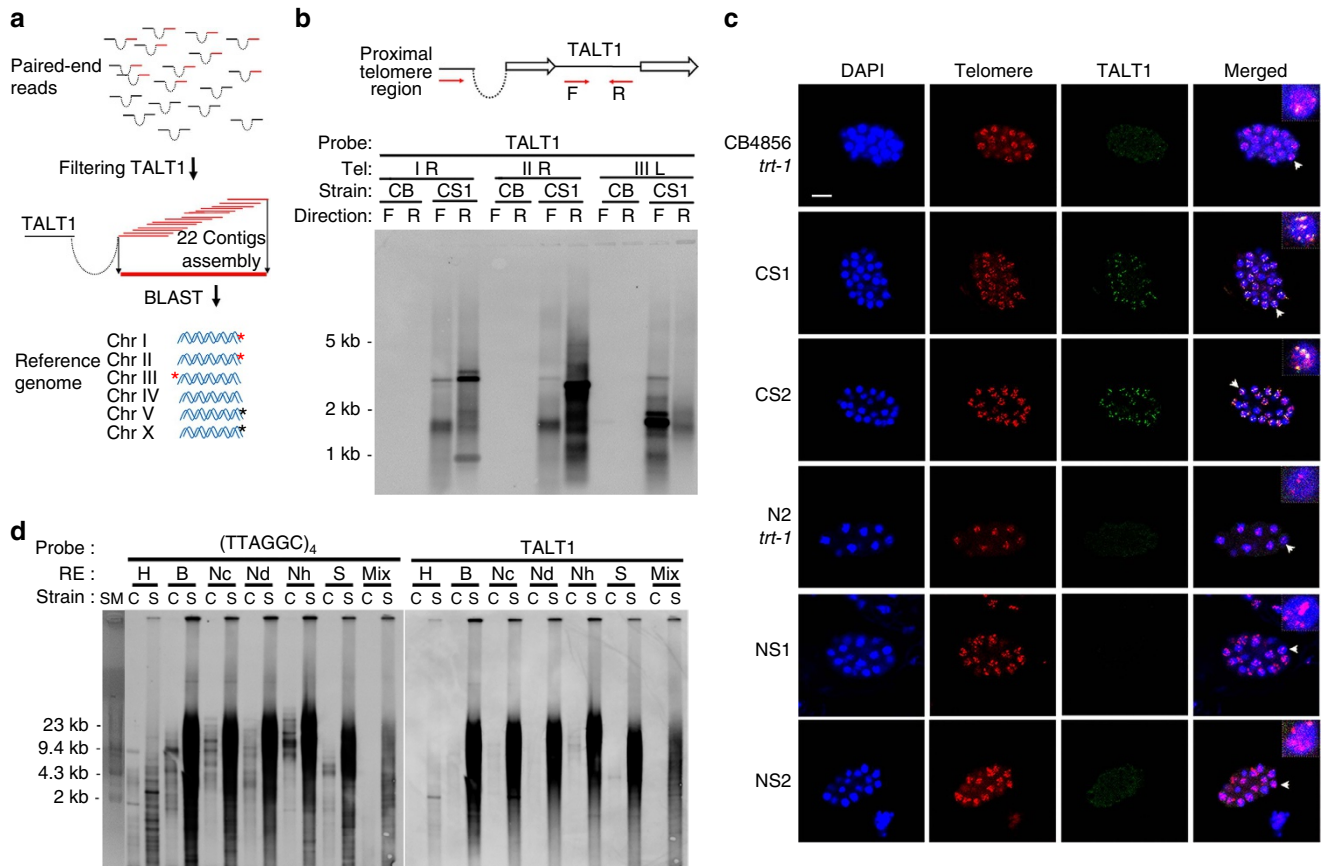 a
Paired-end
reads
Filtering TALT1
TALT1
22 Contigs
assembly
BLAST
Reference
genome
Chr I *
Chr II *
* Chr III
Chr IV
Chr V *
Chr X *
b
Proximal
telomere
region
TALT1
F R
Probe: TALT1
Tel: I R II R III L
Strain: CB CS1 CB CS1 CB CS1
Direction: F R F R F R F R F R F R
5 kb -
2 kb -
1 kb -
c
DAPI Telomere TALT1 Merged
CB4856
trt-1
CS1
CS2
N2
trt-1
NS1
NS2
d
Probe : (TTAGGC)4 TALT1
RE : H B Nc Nd Nh S Mix H B Nc Nd Nh S Mix
Strain : SM C S C S C S C S C S C S C S C S C S C S C S C S C S C S
23 kb -
9.4 kb -
4.3 kb -
2 kb -